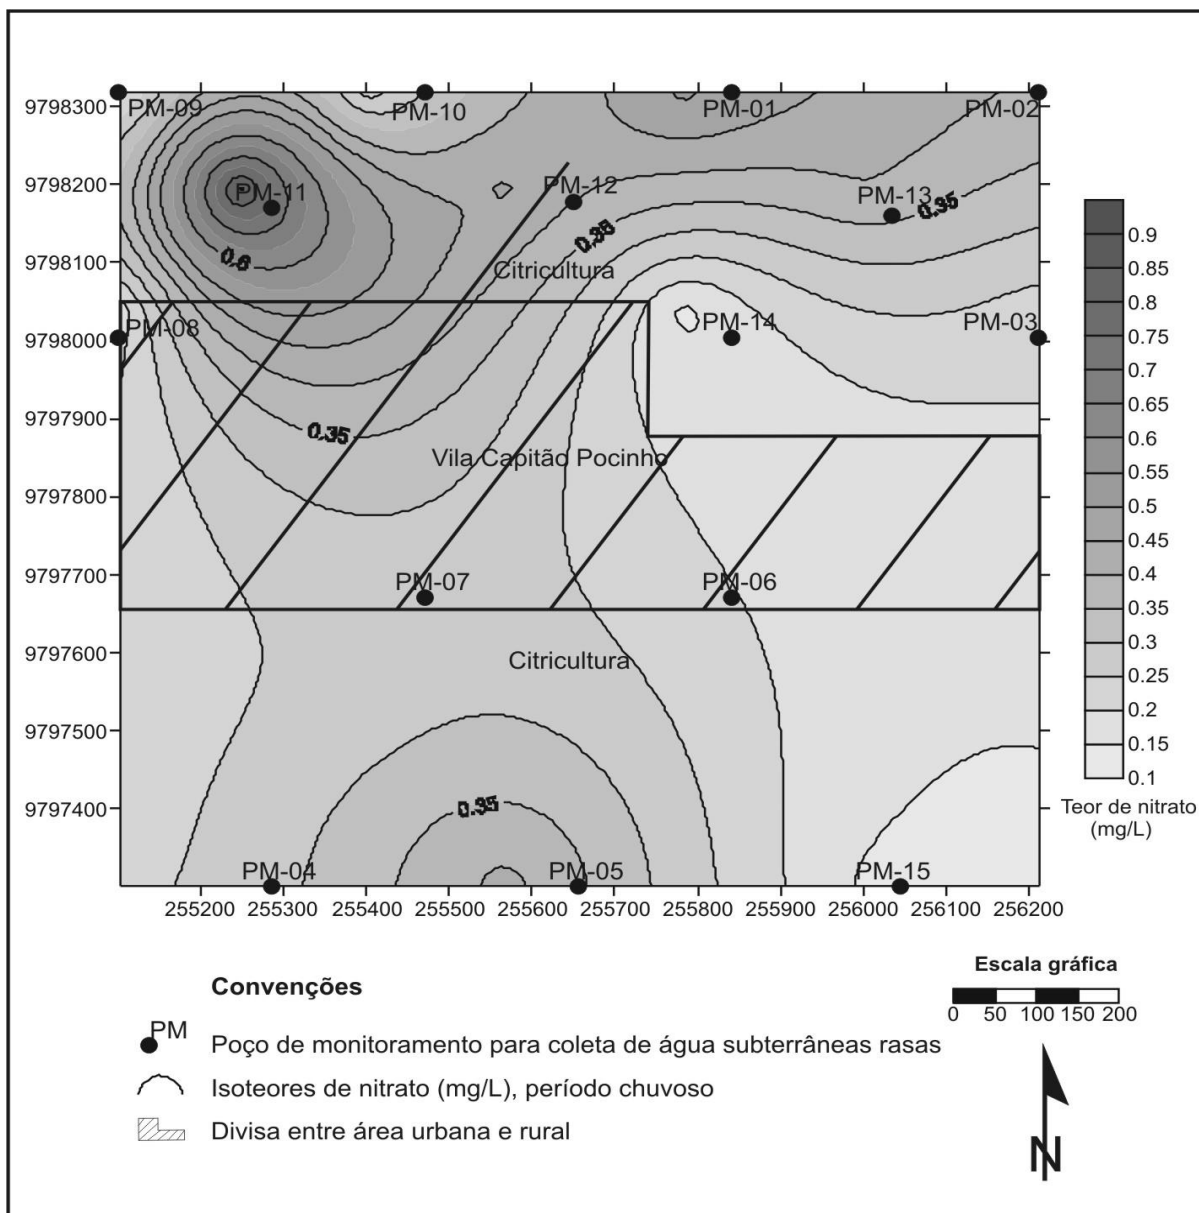 9798300
PM-09
PM-10
PM-01
PM-02
9798200
PM-11
PM-12
PM-13
0.35
0.6
0.35
9798100
Citricultura
PM-08
PM-14
PM-03
9798000
9797900
0.35
Vila Capitão Pocinho
9797800
9797700
PM-07
PM-06
9797600
Citricultura
9797500
9797400
0.35
PM-04
PM-05
PM-15
255200 255300 255400 255500 255600 255700 255800 255900 256000 256100 256200
0.9
0.85
0.8
0.75
0.7
0.65
0.6
0.55
0.5
0.45
0.4
0.35
0.3
0.25
0.2
0.15
0.1
Teor de nitrato
(mg/L)
Convenções
PM
Poço de monitoramento para coleta de água subterrâneas rasas
Isoteores de nitrato (mg/L), período chuvoso
Divisa entre área urbana e rural
Escala gráfica
0 50 100 150 200
N